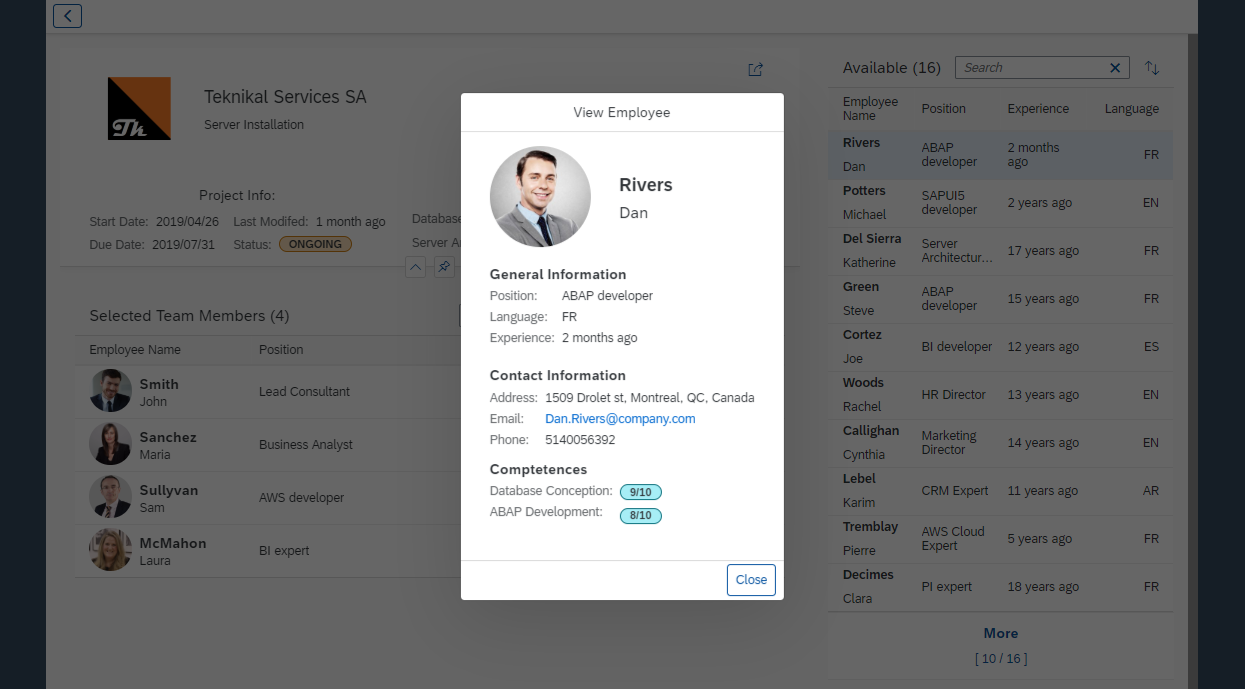 Th
Teknikal Services SA
Server Installation
Project Info:
Start Date: 2019/04/26 Last Modifed: 1 month ago
Due Date: 2019/07/31 Status: ONGOING
Database
Server
Selected Team Members (4)
Employee Name Position
Smith
John
Lead Consultant
Sanchez
Maria
Business Analyst
Sullyvan
Sam
AWS developer
McMahon
Laura
BI expert
View Employee
Rivers
Dan
General Information
Position: ABAP developer
Language: FR
Experience: 2 months ago
Contact Information
Address: 1509 Drolet st, Montreal, QC, Canada
Email: Dan.Rivers@company.com
Phone: 5140056392
Comptetences
Database Conception: 9/10
ABAP Development: 8/10
Close
Available (16) Search
Employee Name Position Experience Language
Rivers
Dan
ABAP developer
2 months ago
FR
Potters
Michael
SAPUI5 developer
2 years ago
EN
Del Sierra
Katherine
Server Architectur...
17 years ago
FR
Green
Steve
ABAP developer
15 years ago
FR
Cortez
Joe
BI developer
12 years ago
ES
Woods
Rachel
HR Director
13 years ago
EN
Callighan
Cynthia
Marketing Director
14 years ago
EN
Lebel
Karim
CRM Expert
11 years ago
AR
Tremblay
Pierre
AWS Cloud Expert
5 years ago
FR
Decimes
Clara
PI expert
18 years ago
FR
More
[ 10 / 16 ]